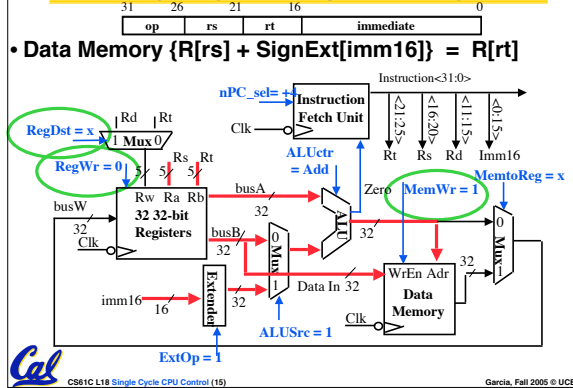 31 26 21 16 0
op rs rt immediate
• Data Memory {R[rs] + SignExt[imm16]} = R[rt]
Instruction<31:0>
nPC_sel= +4
Instruction
Fetch Unit
Clk
<21:25>
<16:20>
<11:15>
<0:15>
Rt Rs Rd Imm16
Rd Rt
RegDst = x
1 Mux 0
RegWr = 0
Rs Rt
5 5 5
ALUctr
= Add
Zero
MemWr = 1
MemtoReg = x
busW
32
Clk
Rw Ra Rb
32 32-bit
Registers
busA
32
busB
32
0
Mux
1
ALU
32
0
Mux
1
imm16
16
Extender
32
Data In 32
WrEn Adr
Data
Memory
32
Clk
ALUSrc = 1
ExtOp = 1
Cal
CS61C L18 Single Cycle CPU Control (15)
Garcia, Fall 2005 © UCB